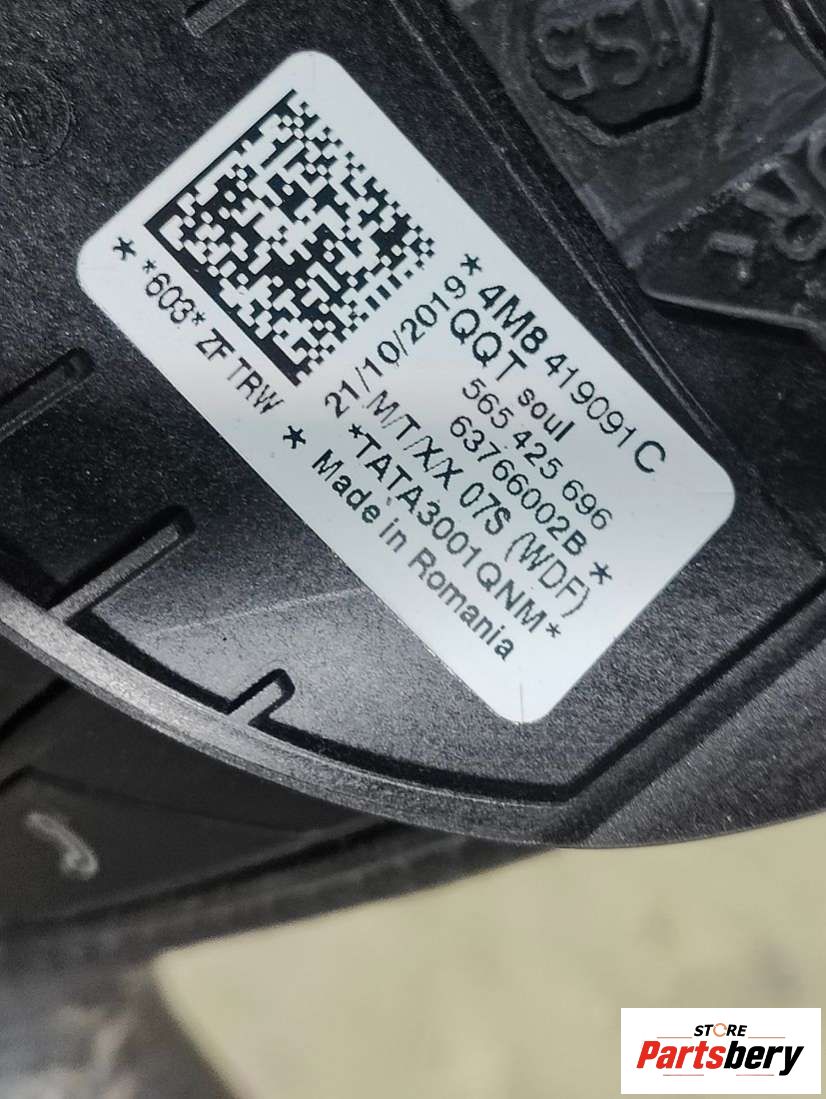 * 4M8 419091 C
QQT soul
565 425 696
21/10/2019 63766002B *
M/T/X/X 07S (WDF)
*TATA3001QNM*
* Made in Romania
* *603* ZF TRW
STORE
Partsbery